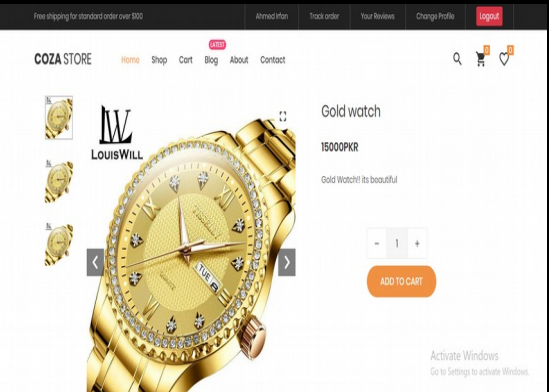 Free shipping for standard order over $100
Ahmed Irfan
Track order
Your Reviews
Change Profile
Logout
COZA STORE
Home
Shop
Cart
LATEST
Blog
About
Contact
0
0
LW
LOUISWILL
TUE
Gold watch
15000PKR
Gold Watch!! its beautiful
- 1 +
ADD TO CART
Activate Windows
Go to Settings to activate Windows.